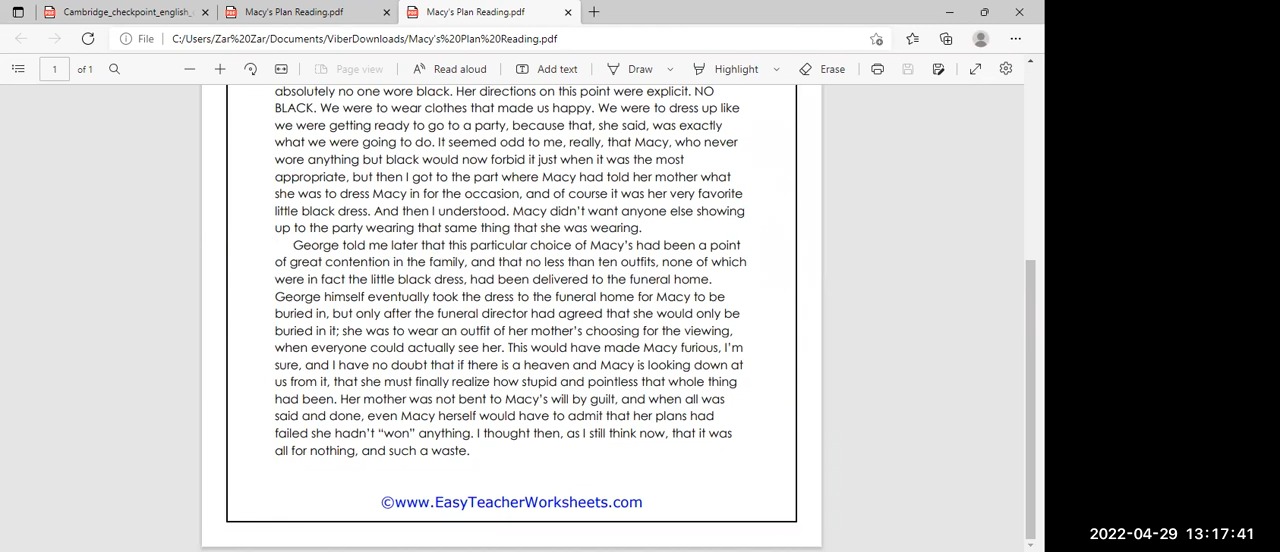 Cambridge_checkpoint_english_
Macy's Plan Reading.pdf
Macy's Plan Reading.pdf
File
C:/Users/Zar%20Zar/Documents/ViberDownloads/Macy's%20Plan%20Reading.pdf
1 of 1
Page view
Read aloud
Add text
Draw
Highlight
Erase
absolutely no one wore black. Her directions on this point were explicit. NO
BLACK. We were to wear clothes that made us happy. We were to dress up like
we were getting ready to go to a party, because that, she said, was exactly
what we were going to do. It seemed odd to me, really, that Macy, who never
wore anything but black would now forbid it just when it was the most
appropriate, but then I got to the part where Macy had told her mother what
she was to dress Macy in for the occasion, and of course it was her very favorite
little black dress. And then I understood. Macy didn't want anyone else showing
up to the party wearing that same thing that she was wearing.
George told me later that this particular choice of Macy's had been a point
of great contention in the family, and that no less than ten outfits, none of which
were in fact the little black dress, had been delivered to the funeral home.
George himself eventually took the dress to the funeral home for Macy to be
buried in, but only after the funeral director had agreed that she would only be
buried in it; she was to wear an outfit of her mother's choosing for the viewing,
when everyone could actually see her. This would have made Macy furious, I'm
sure, and I have no doubt that if there is a heaven and Macy is looking down at
us from it, that she must finally realize how stupid and pointless that whole thing
had been. Her mother was not bent to Macy's will by guilt, and when all was
said and done, even Macy herself would have to admit that her plans had
failed she hadn't "won" anything. I thought then, as I still think now, that it was
all for nothing, and such a waste.
©www.EasyTeacherWorksheets.com
2022-04-29 13:17:41